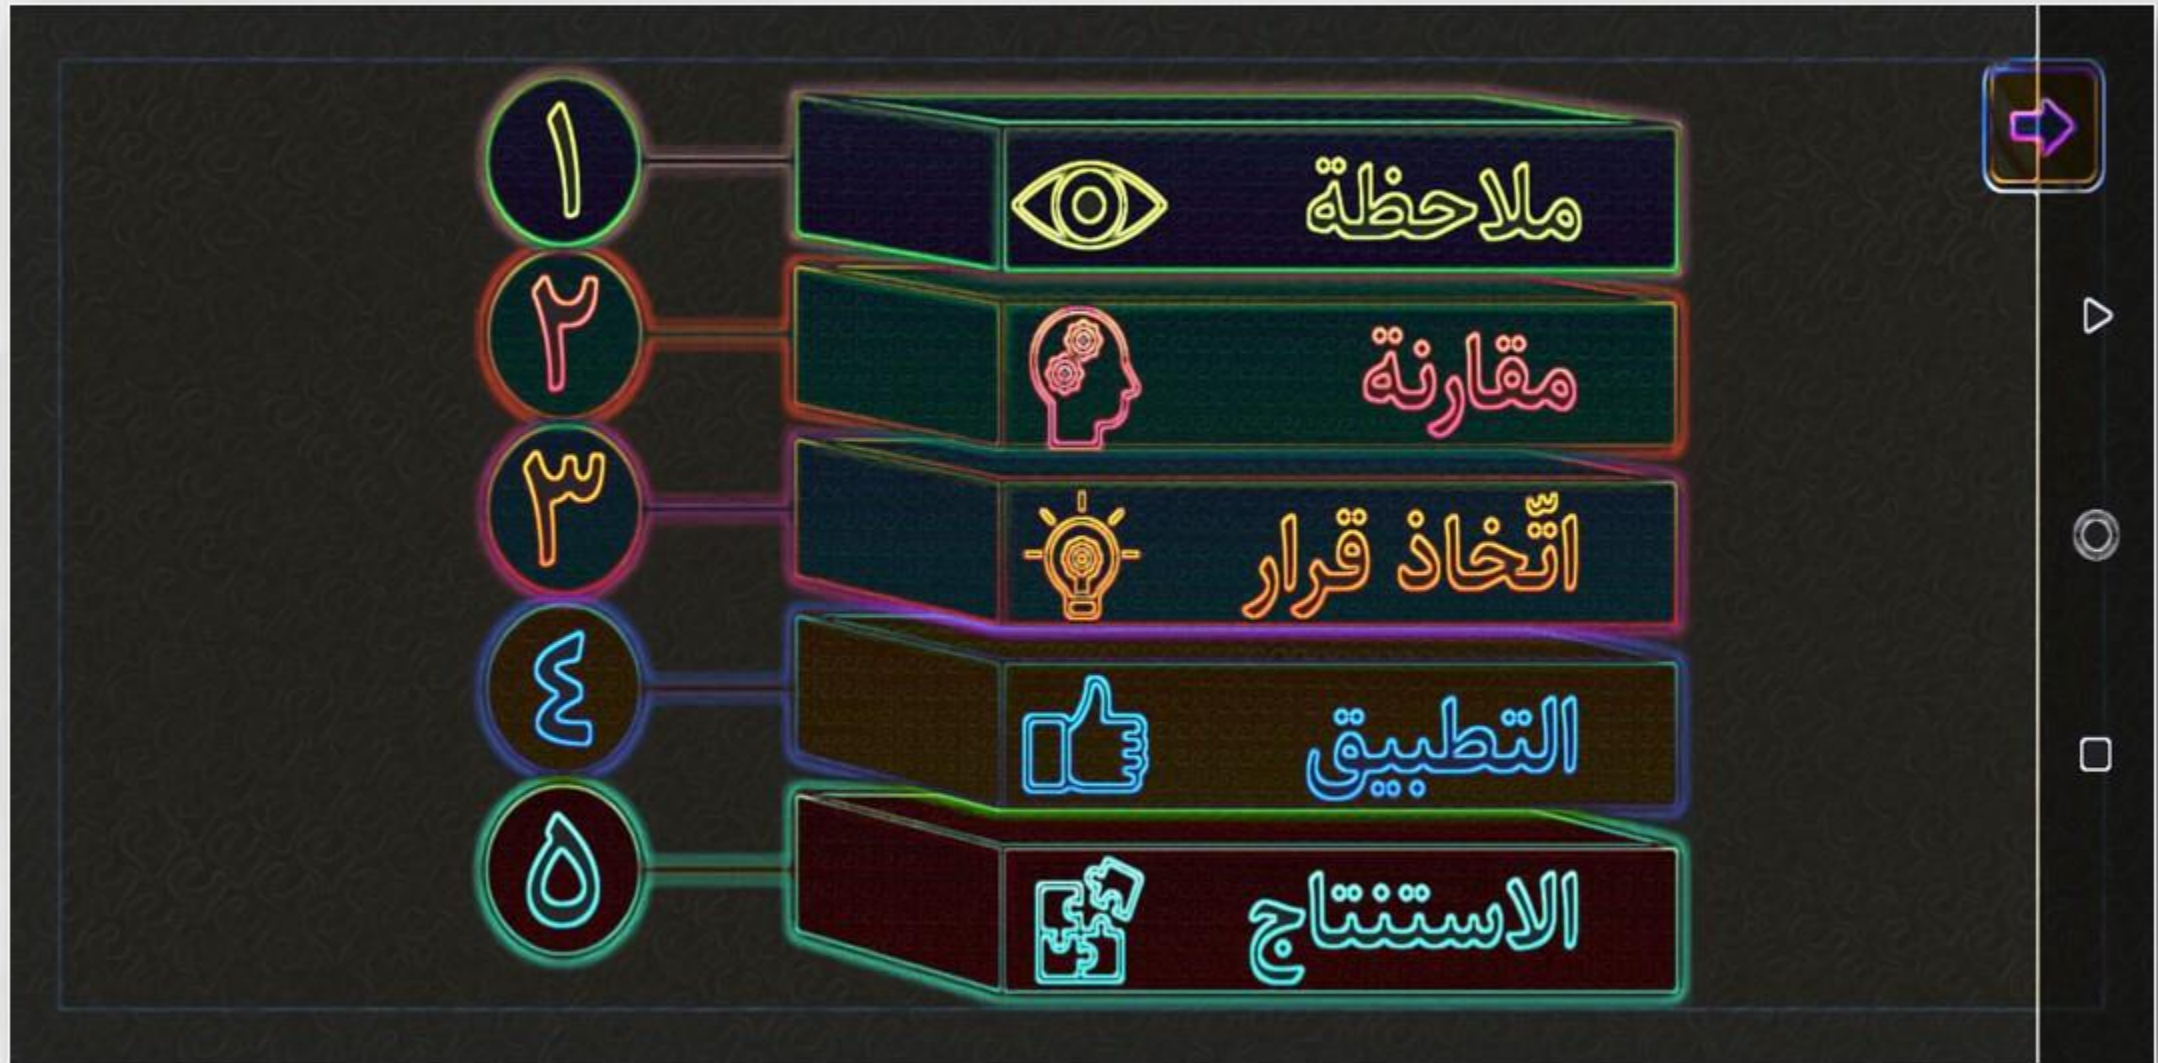 ١ ملاحظة
٢ مقارنة
٣ اتّخاذ قرار
٤ التطبيق
٥ الاستنتاج